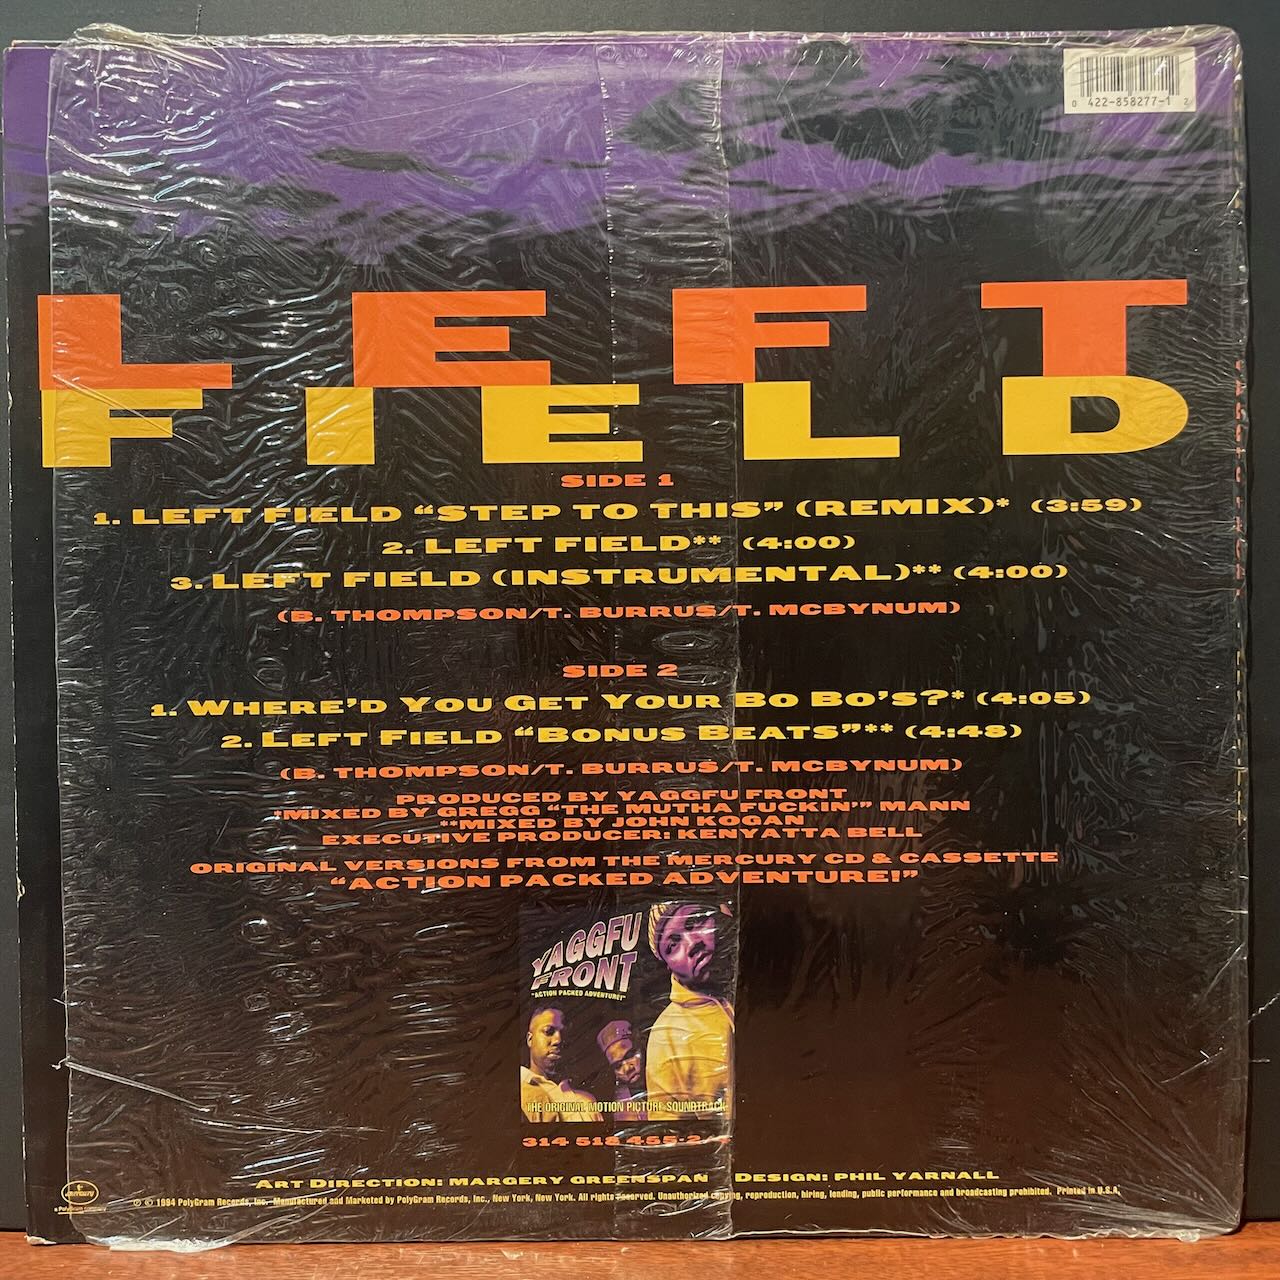 0 422-858277-1 2
LEFT
FIELD
SIDE 1
1. LEFT FIELD “STEP TO THIS” (REMIX)* (3:59)
2. LEFT FIELD** (4:00)
3. LEFT FIELD (INSTRUMENTAL)** (4:00)
(B. THOMPSON/T. BURRUS/T. MCBYNUM)
SIDE 2
1. WHERE'D YOU GET YOUR BO BO'S?* (4:05)
2. LEFT FIELD “BONUS BEATS”** (4:48)
(B. THOMPSON/T. BURRUS/T. MCBYNUM)
PRODUCED BY YAGGFU FRONT
*MIXED BY GREGG “THE MUTHA FUCKIN'” MANN
**MIXED BY JOHN KOGAN
EXECUTIVE PRODUCER: KENYATTA BELL
ORIGINAL VERSIONS FROM THE MERCURY CD & CASSETTE
“ACTION PACKED ADVENTURE!”
YAGGFU
FRONT
"ACTION PACKED ADVENTURE!"
THE ORIGINAL MOTION PICTURE SOUNDTRACK
314 518 455-2/4
ART DIRECTION: MARGERY GREENSPAN DESIGN: PHIL YARNALL
℗ © 1994 PolyGram Records, Inc. Manufactured and Marketed by PolyGram Records, Inc., New York, New York. All rights reserved. Unauthorized copying, reproduction, hiring, lending, public performance and broadcasting prohibited. Printed in U.S.A.
mercury